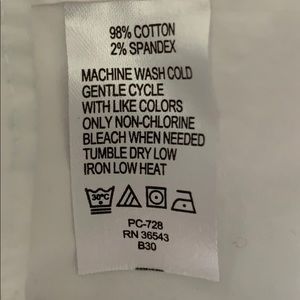 98% COTTON
2% SPANDEX
MACHINE WASH COLD
GENTLE CYCLE
WITH LIKE COLORS
ONLY NON-CHLORINE
BLEACH WHEN NEEDED
TUMBLE DRY LOW
IRON LOW HEAT
30°C
PC-728
RN 36543
B30